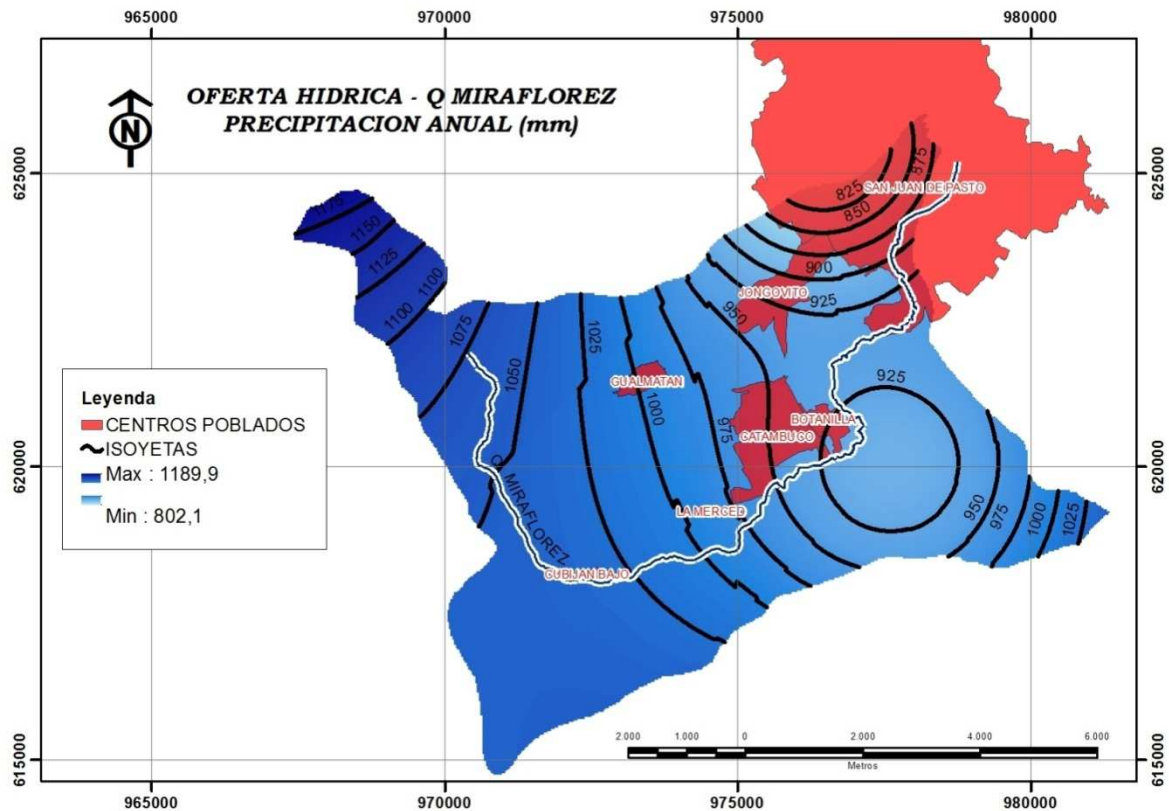 965000 970000 975000 980000
OFERTA HIDRICA - Q MIRAFLOREZ
PRECIPITACION ANUAL (mm)
N
625000 625000
875
825
SAN JUAN DE PASTO
850
1175
1150
1125
900
1100
JONGOVITO
925
1100
950
1075
1025
1050
925
GUALMATAN
1000
Leyenda
CENTROS POBLADOS
ISOYETAS
Max : 1189,9
Min : 802,1
BOTANILLA
CATAMBUCO
975
620000 620000
Q. MIRAFLOREZ
LA MERCED
950
975
1000
1025
CUBIJAN BAJO
2.000 1.000 0 2.000 4.000 6.000
Metros
615000 615000
965000 970000 975000 980000